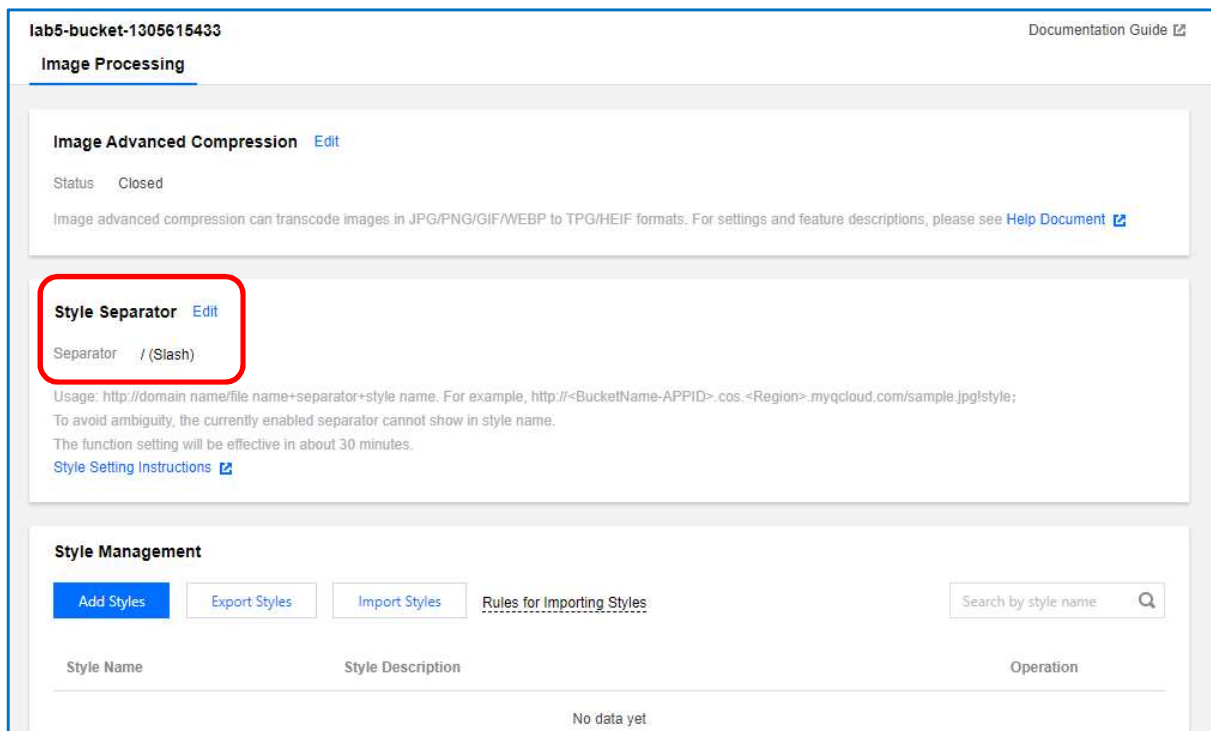 lab5-bucket-1305615433
Documentation Guide
Image Processing
Image Advanced Compression Edit
Status Closed
Image advanced compression can transcode images in JPG/PNG/GIF/WEBP to TPG/HEIF formats. For settings and feature descriptions, please see Help Document
Style Separator Edit
Separator / (Slash)
Usage: http://domain name/file name+separator+style name. For example, http://<BucketName-APPID>.cos.<Region>.myqcloud.com/sample.jpg!style;
To avoid ambiguity, the currently enabled separator cannot show in style name.
The function setting will be effective in about 30 minutes.
Style Setting Instructions
Style Management
Add Styles Export Styles Import Styles Rules for Importing Styles Search by style name
Style Name Style Description Operation
No data yet